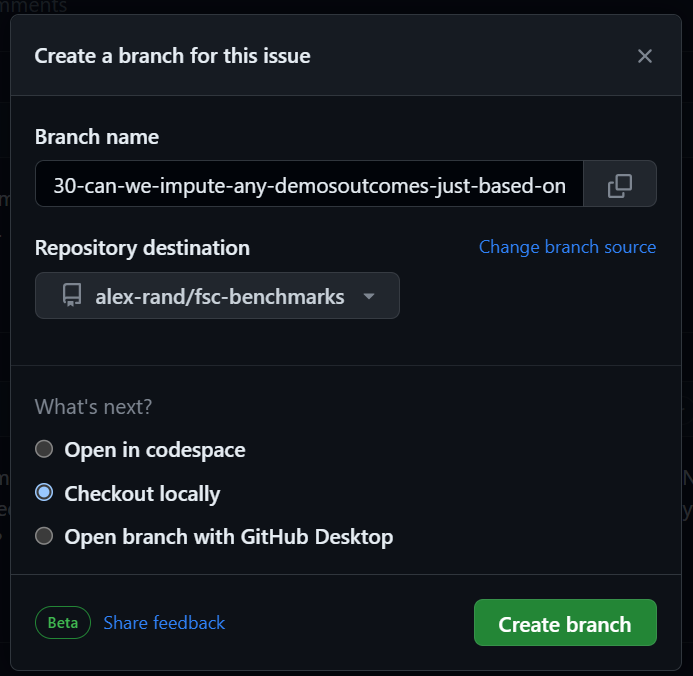 mments
Create a branch for this issue
Branch name
30-can-we-impute-any-demosoutcomes-just-based-on
Repository destination
Change branch source
alex-rand/fsc-benchmarks
What's next?
Open in codespace
Checkout locally
Open branch with GitHub Desktop
Beta
Share feedback
Create branch